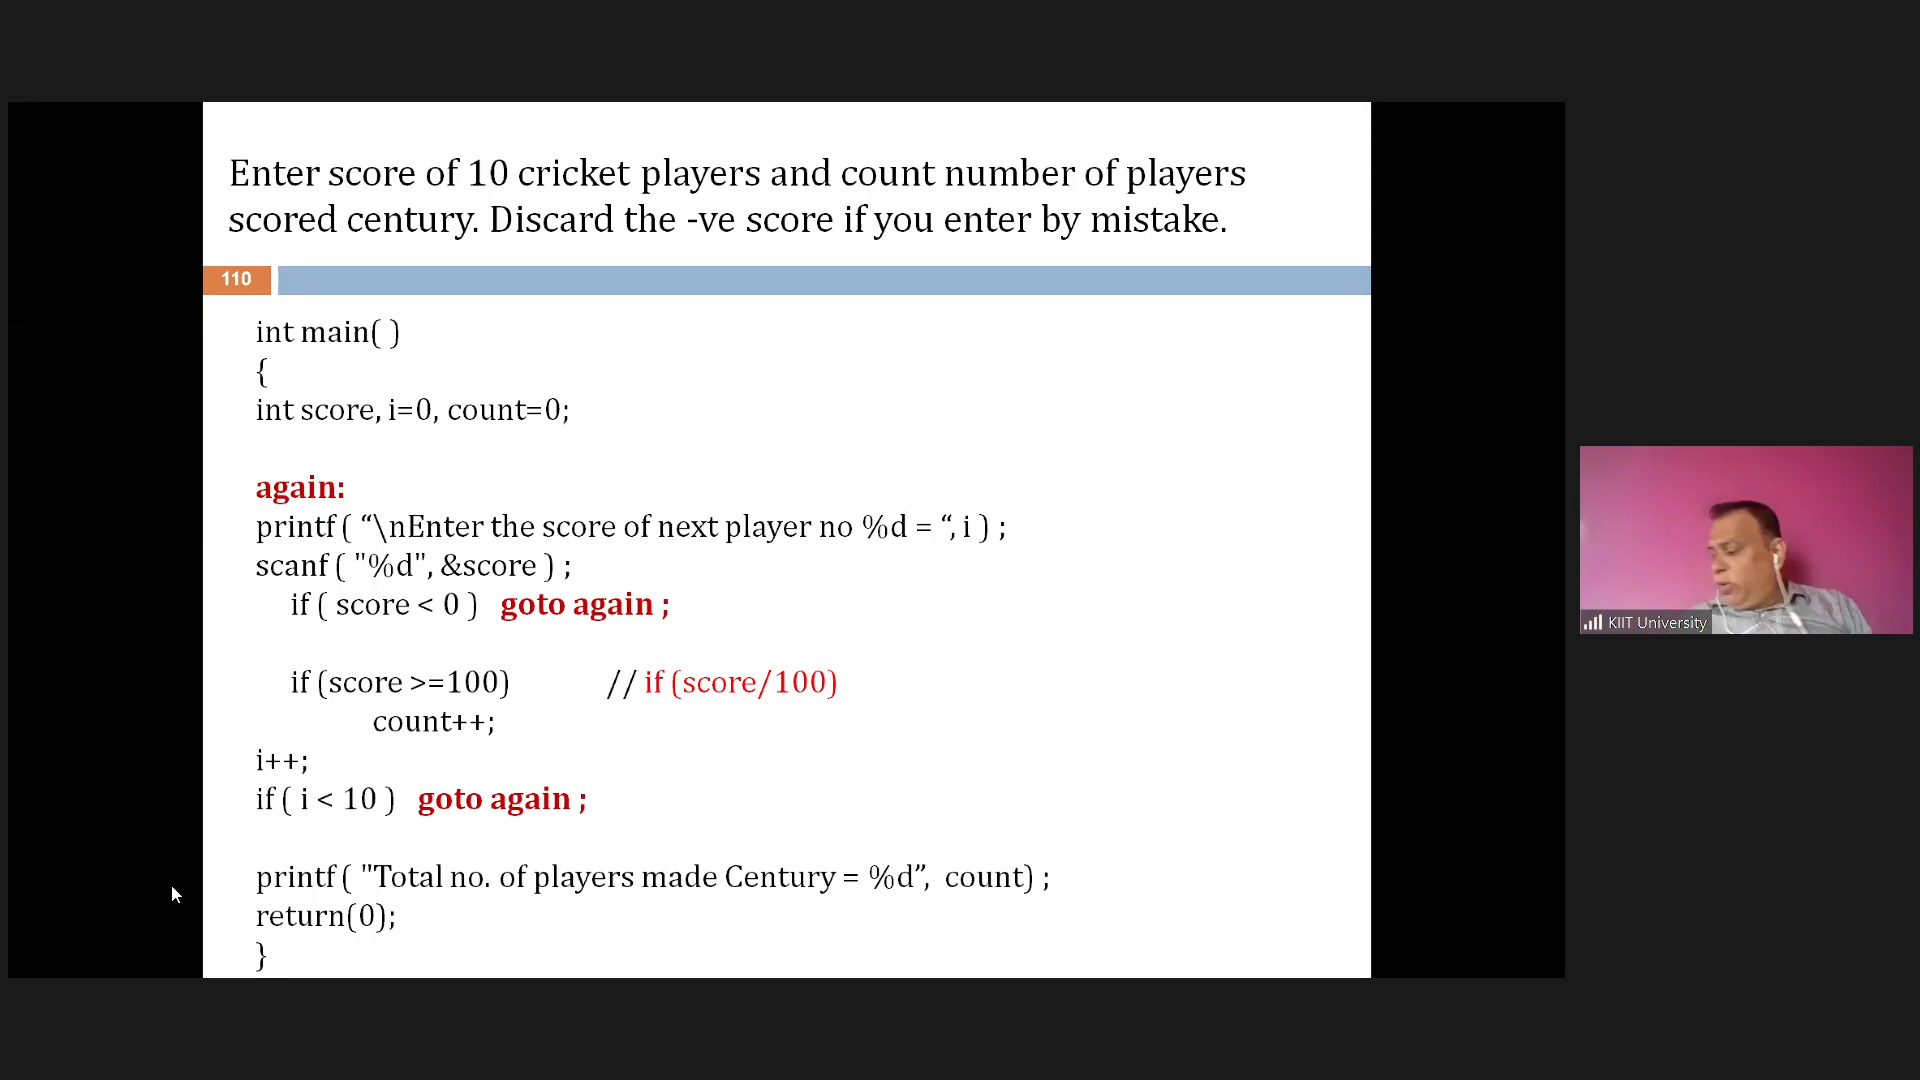 Enter score of 10 cricket players and count number of players
scored century. Discard the -ve score if you enter by mistake.
110
int main( )
{
int score, i=0, count=0;
again:
printf ( “\nEnter the score of next player no %d = “, i ) ;
scanf ( "%d", &score ) ;
if ( score < 0 ) goto again ;
if (score >=100) // if (score/100)
count++;
i++;
if ( i < 10 ) goto again ;
printf ( "Total no. of players made Century = %d”, count) ;
return(0);
}
KIIT University